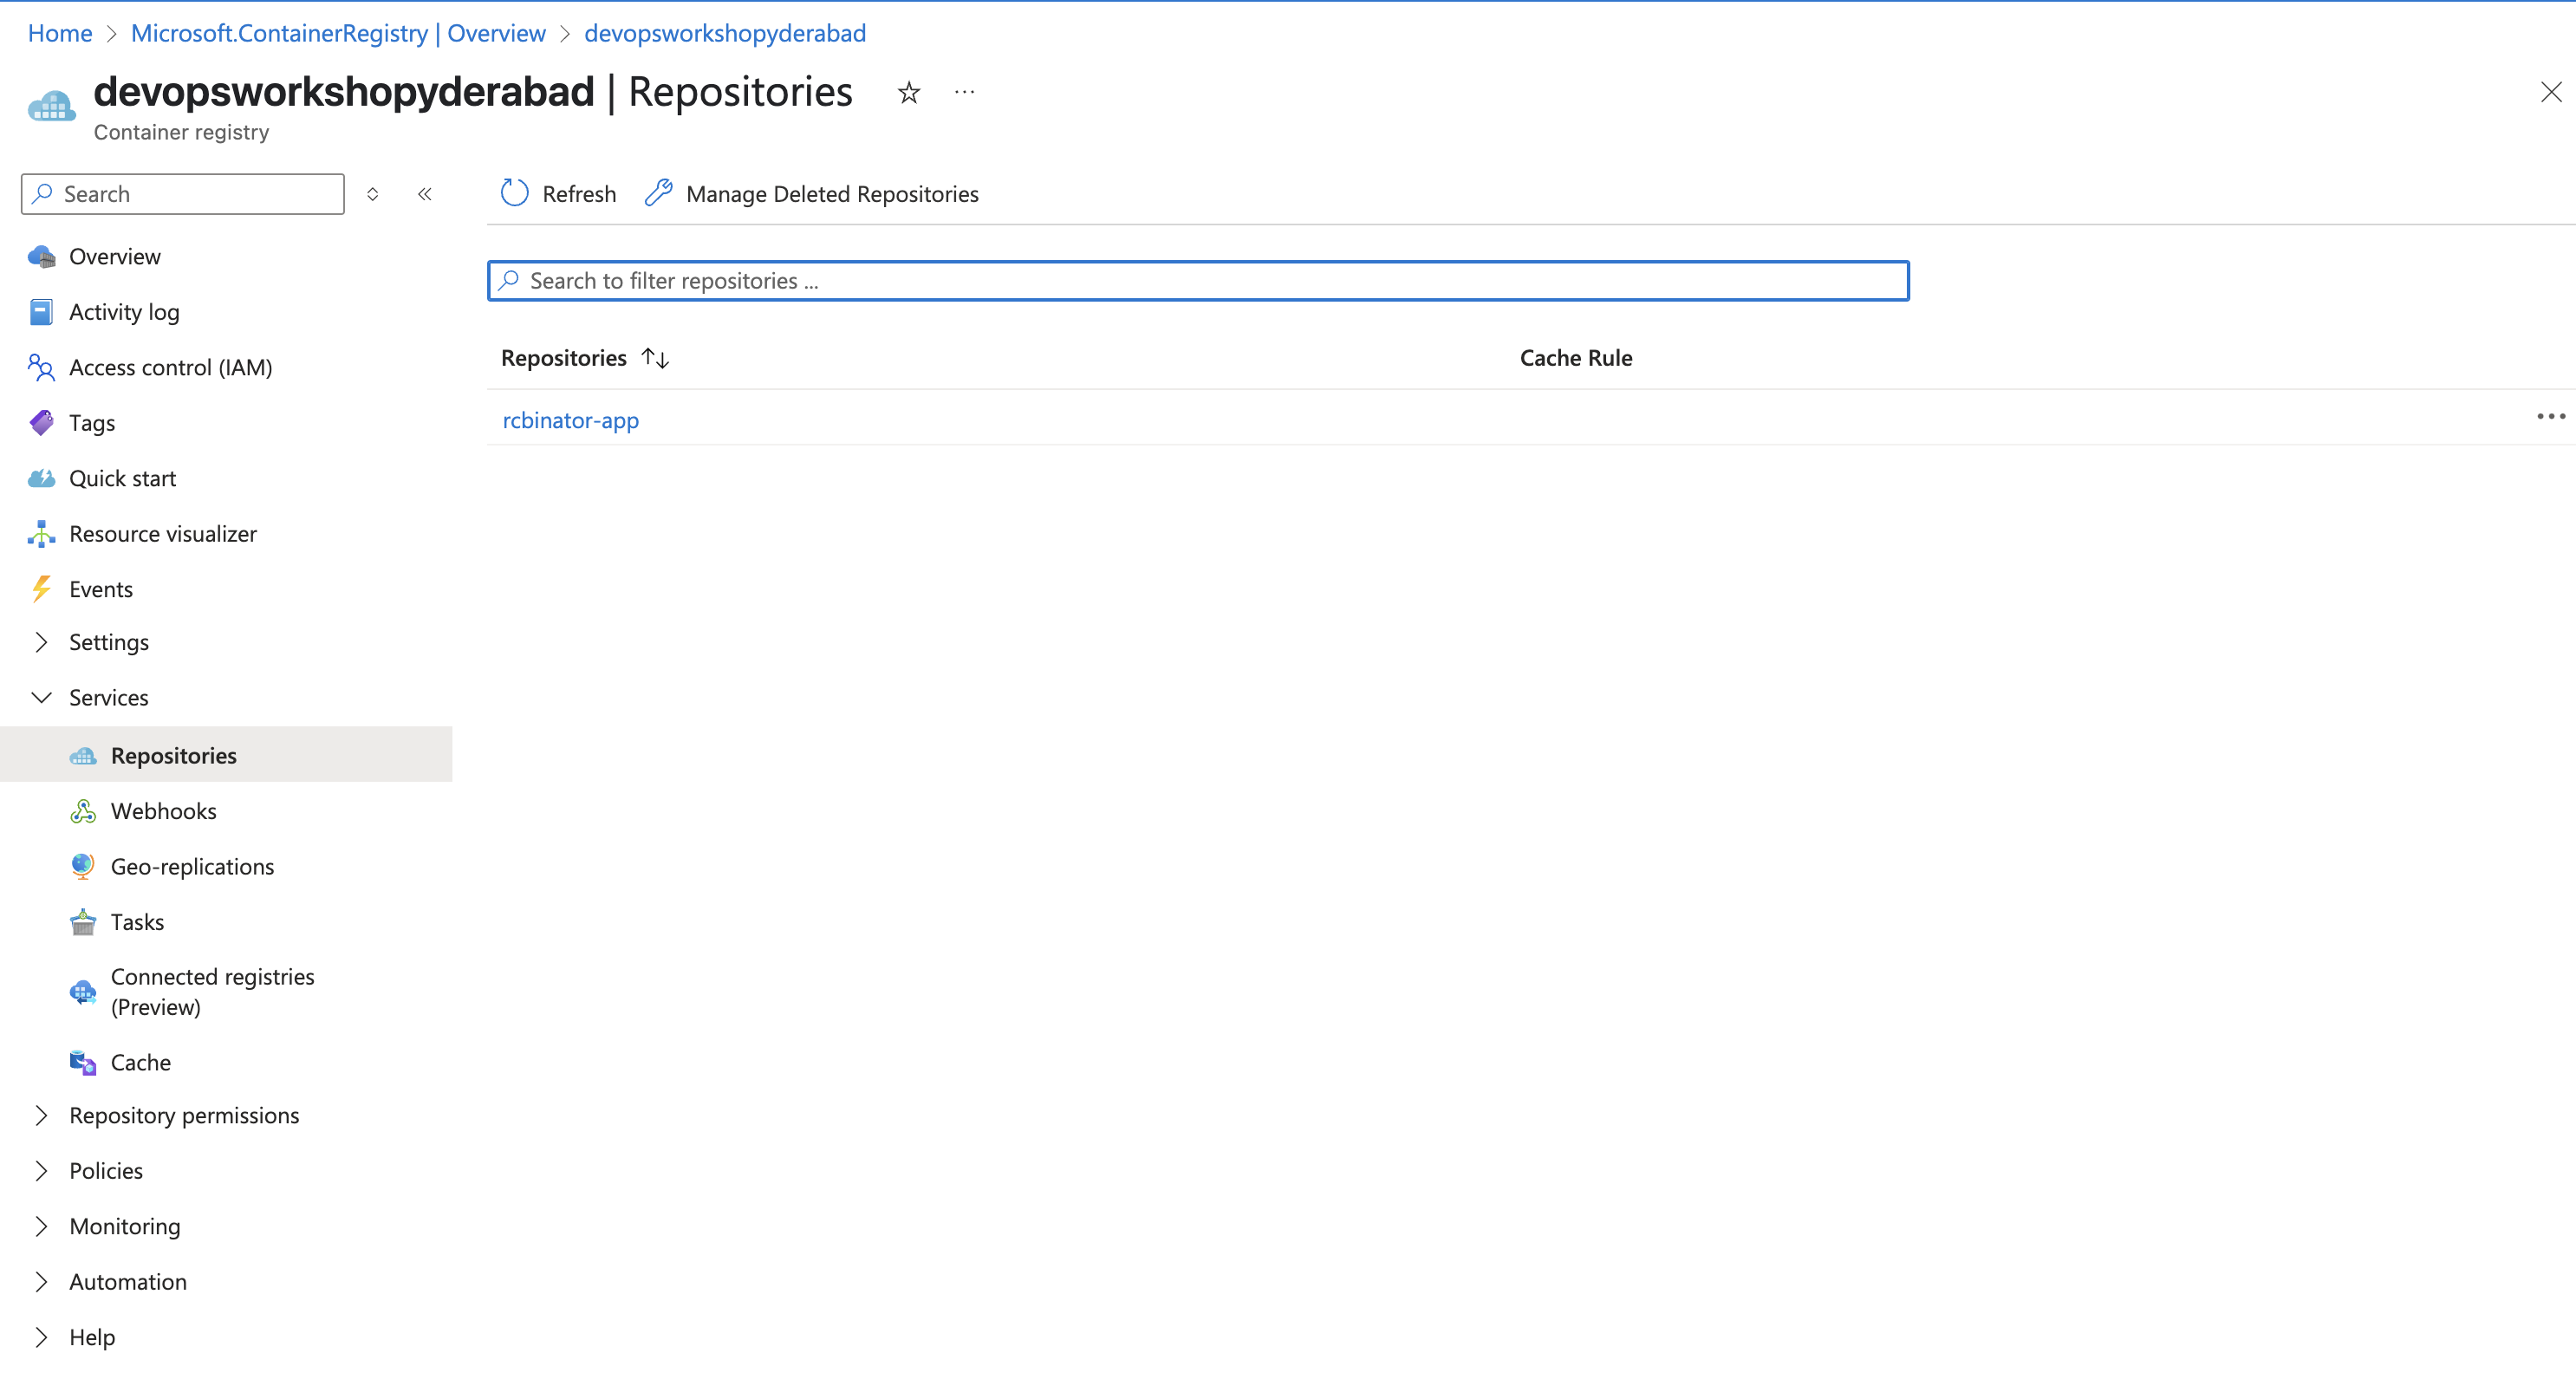 Home > Microsoft.ContainerRegistry | Overview > devopsworkshopyderabad
devopsworkshopyderabad | Repositories
Container registry
Search
Refresh
Manage Deleted Repositories
Overview
Activity log
Access control (IAM)
Tags
Quick start
Resource visualizer
Events
Settings
Services
Repositories
Webhooks
Geo-replications
Tasks
Connected registries
(Preview)
Cache
Repository permissions
Policies
Monitoring
Automation
Help
Search to filter repositories ...
Repositories ↑↓ Cache Rule
rcbinator-app